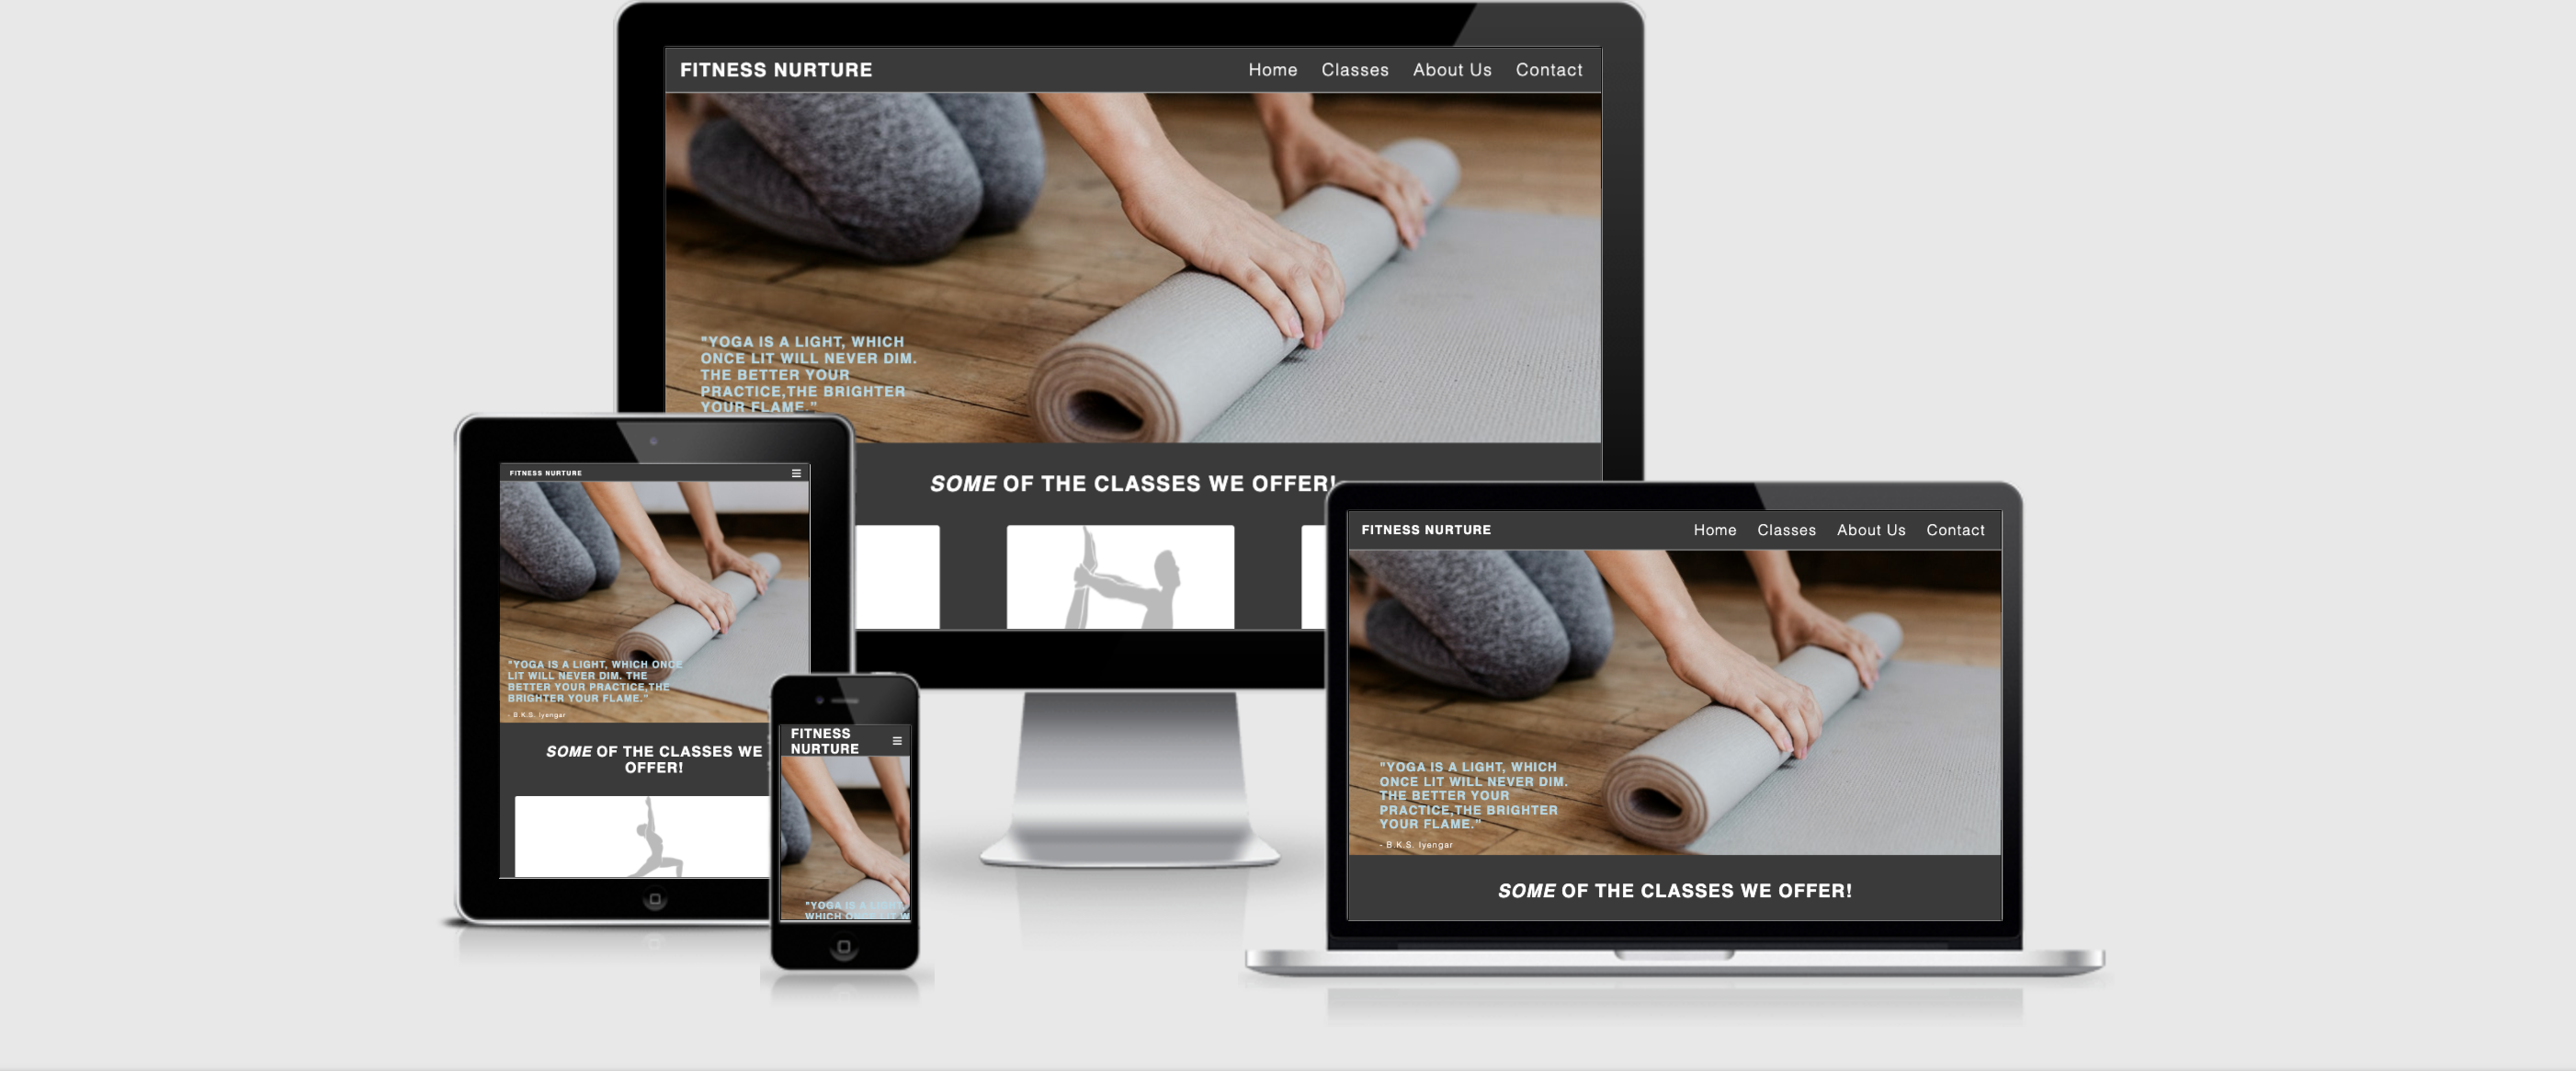 FITNESS NURTURE
Home Classes About Us Contact
"YOGA IS A LIGHT, WHICH
ONCE LIT WILL NEVER DIM.
THE BETTER YOUR
PRACTICE,THE BRIGHTER
YOUR FLAME."
SOME OF THE CLASSES WE OFFER!
FITNESS NURTURE
"YOGA IS A LIGHT, WHICH ONCE
LIT WILL NEVER DIM. THE
BETTER YOUR PRACTICE,THE
BRIGHTER YOUR FLAME."
- B.K.S. Iyengar
SOME OF THE CLASSES WE
OFFER!
FITNESS
NURTURE
"YOGA IS A LIGHT,
WHICH ONCE LIT W
FITNESS NURTURE
Home Classes About Us Contact
"YOGA IS A LIGHT, WHICH
ONCE LIT WILL NEVER DIM.
THE BETTER YOUR
PRACTICE,THE BRIGHTER
YOUR FLAME."
- B.K.S. Iyengar
SOME OF THE CLASSES WE OFFER!